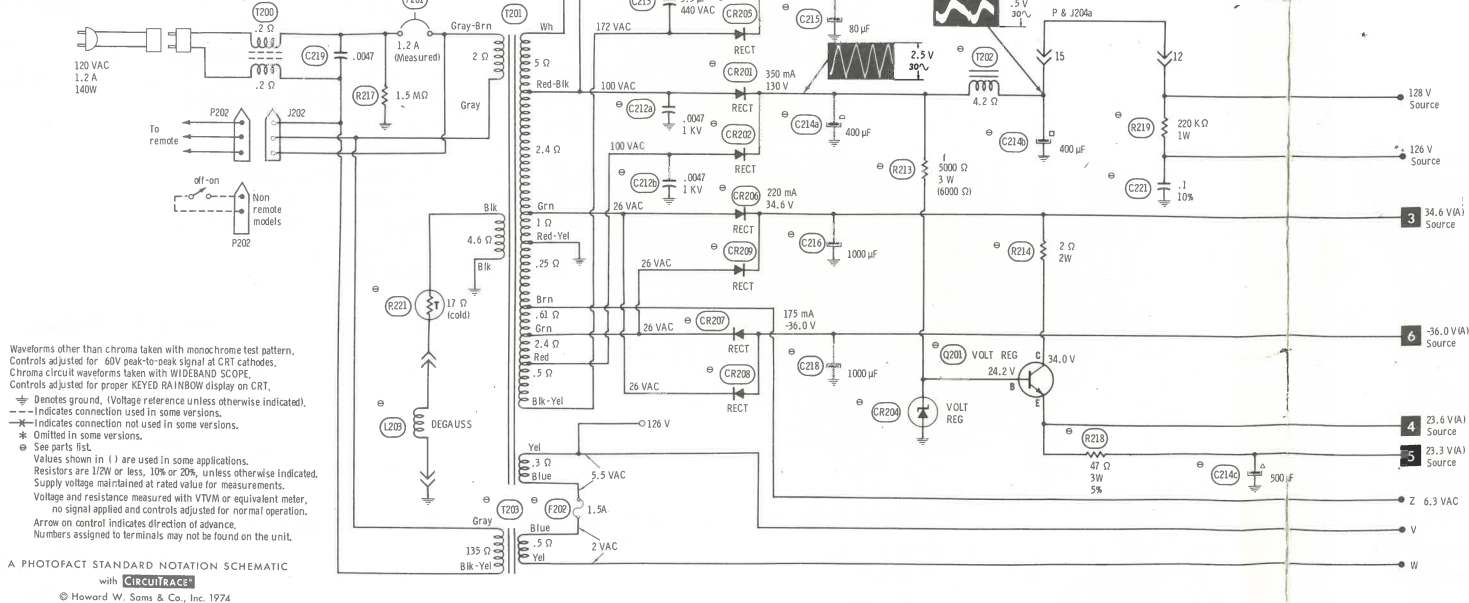 T200
.2 Ω
.2 Ω
120 VAC
1.2 A
140W
C219
.0047
1.2 A
(Measured)
R217
1.5 MΩ
Gray-Brn
T201
2 Ω
Gray
P202
J202
To
remote
off-on
Non
remote
models
P202
Wh
5 Ω
Red-Blk
2.4 Ω
Grn
1 Ω
Red-Yel
.25 Ω
Brn
.61 Ω
Grn
2.4 Ω
Red
.5 Ω
Blk-Yel
Blk
4.6 Ω
Blk
R221
T
17 Ω
(cold)
L203
DEGAUSS
440 VAC
172 VAC
CR205
RECT
C215
80 µF
CR201
RECT
350 mA
130 V
2.5 V
30∿
.5 V
30∿
100 VAC
C212a
.0047
1 KV
CR202
RECT
C214a
400 µF
100 VAC
C212b
.0047
1 KV
CR206
RECT
220 mA
34.6 V
26 VAC
CR209
RECT
C216
1000 µF
26 VAC
CR207
RECT
175 mA
-36.0 V
26 VAC
C218
1000 µF
CR208
RECT
26 VAC
T202
4.2 Ω
P & J204a
15
12
C214b
400 µF
R219
220 KΩ
1W
C221
.1
10%
R213
5000 Ω
3 W
(6000 Ω)
R214
2 Ω
2W
Q201
VOLT REG
24.2 V
C
34.0 V
B
E
CR204
VOLT
REG
R218
47 Ω
3W
5%
C214c
500 µF
128 V
Source
126 V
Source
3
34.6 V(A)
Source
6
-36.0 V(A)
Source
4
23.6 V(A)
Source
5
23.3 V(A)
Source
Z 6.3 VAC
V
W
126 V
Yel
.3 Ω
Blue
5.5 VAC
T203
F202
1.5A
Gray
135 Ω
Blk-Yel
Blue
.5 Ω
Yel
2 VAC
Waveforms other than chroma taken with monochrome test pattern.
Controls adjusted for 60V peak-to-peak signal at CRT cathodes.
Chroma circuit waveforms taken with WIDEBAND SCOPE.
Controls adjusted for proper KEYED RAINBOW display on CRT.
Denotes ground. (Voltage reference unless otherwise indicated).
Indicates connection used in some versions.
Indicates connection not used in some versions.
* Omitted in some versions.
⊖ See parts list.
Values shown in ( ) are used in some applications.
Resistors are 1/2W or less, 10% or 20%, unless otherwise indicated.
Supply voltage maintained at rated value for measurements.
Voltage and resistance measured with VTVM or equivalent meter,
no signal applied and controls adjusted for normal operation.
Arrow on control indicates direction of advance.
Numbers assigned to terminals may not be found on the unit.
A PHOTOFACT STANDARD NOTATION SCHEMATIC
with CIRCUITRACE™
© Howard W. Sams & Co., Inc. 1974